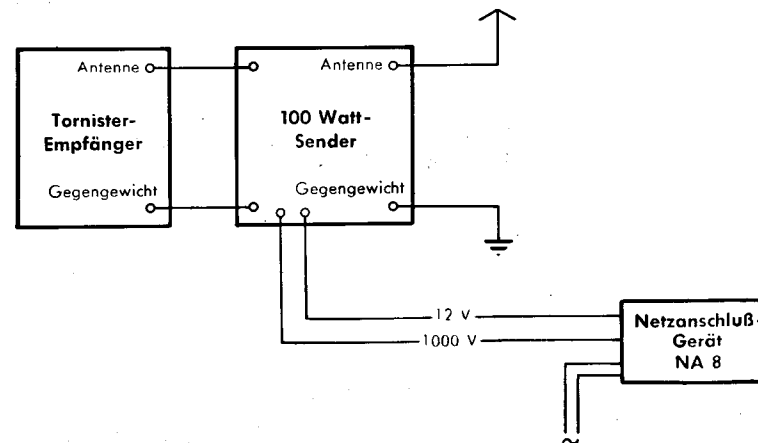 Antenne
Tornister-
Empfänger
Gegengewicht
Antenne
100 Watt-
Sender
Gegengewicht
12 V
1000 V
Netzanschluß-
Gerät
NA 8